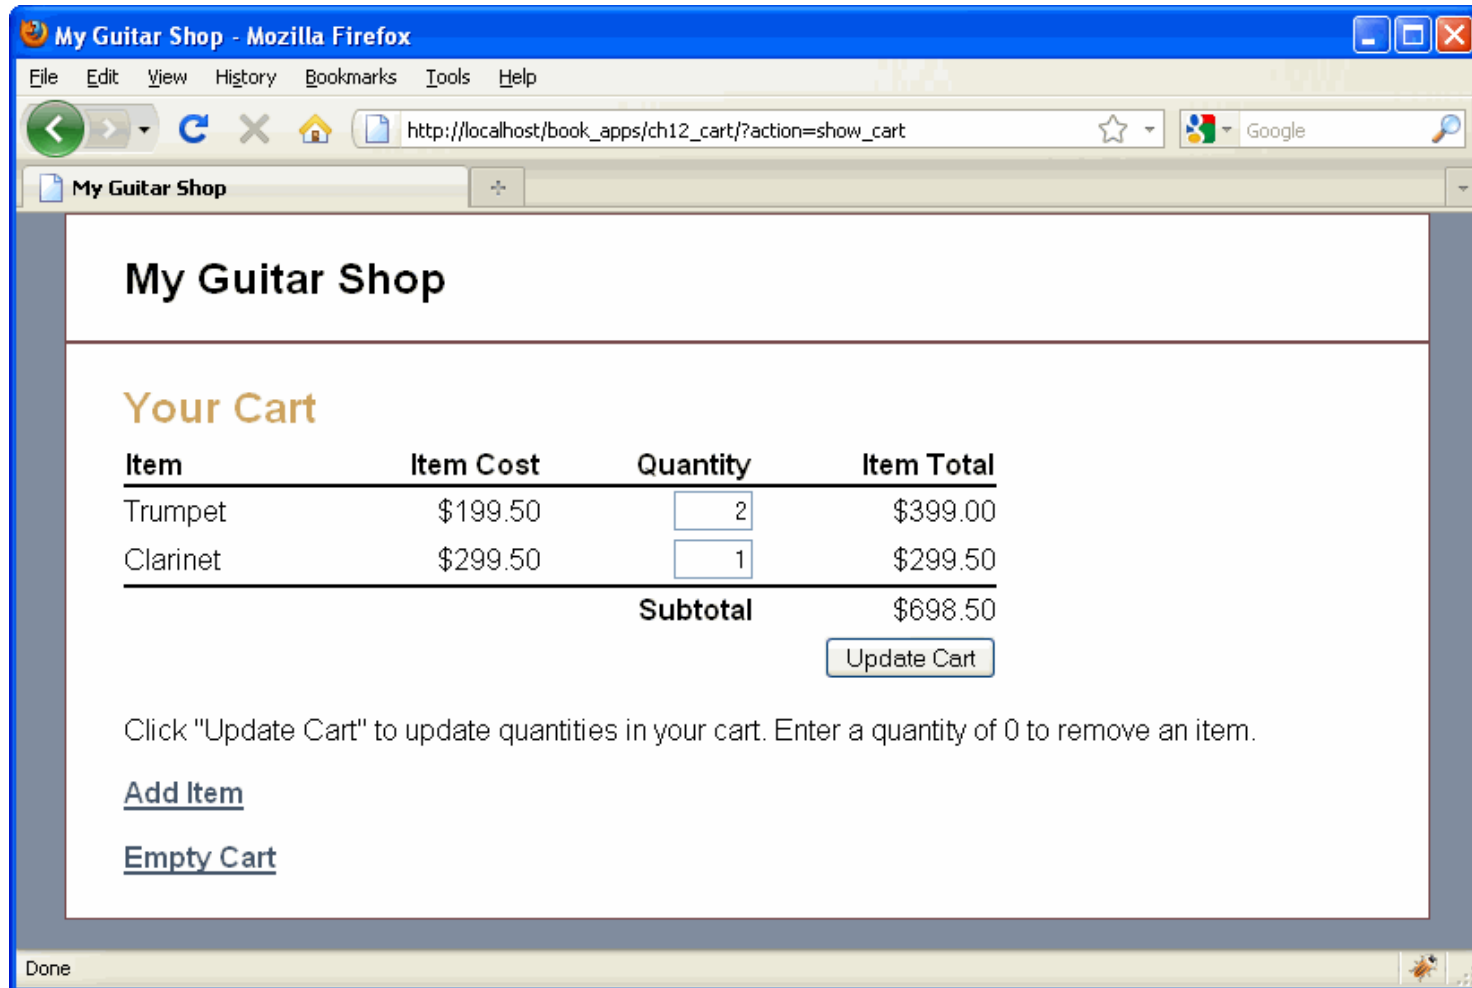 My Guitar Shop - Mozilla Firefox
File Edit View History Bookmarks Tools Help
http://localhost/book_apps/ch12_cart/?action=show_cart Google
My Guitar Shop
My Guitar Shop
Your Cart
Item Item Cost Quantity Item Total
Trumpet $199.50 2 $399.00
Clarinet $299.50 1 $299.50
Subtotal $698.50
Update Cart
Click "Update Cart" to update quantities in your cart. Enter a quantity of 0 to remove an item.
Add Item
Empty Cart
Done